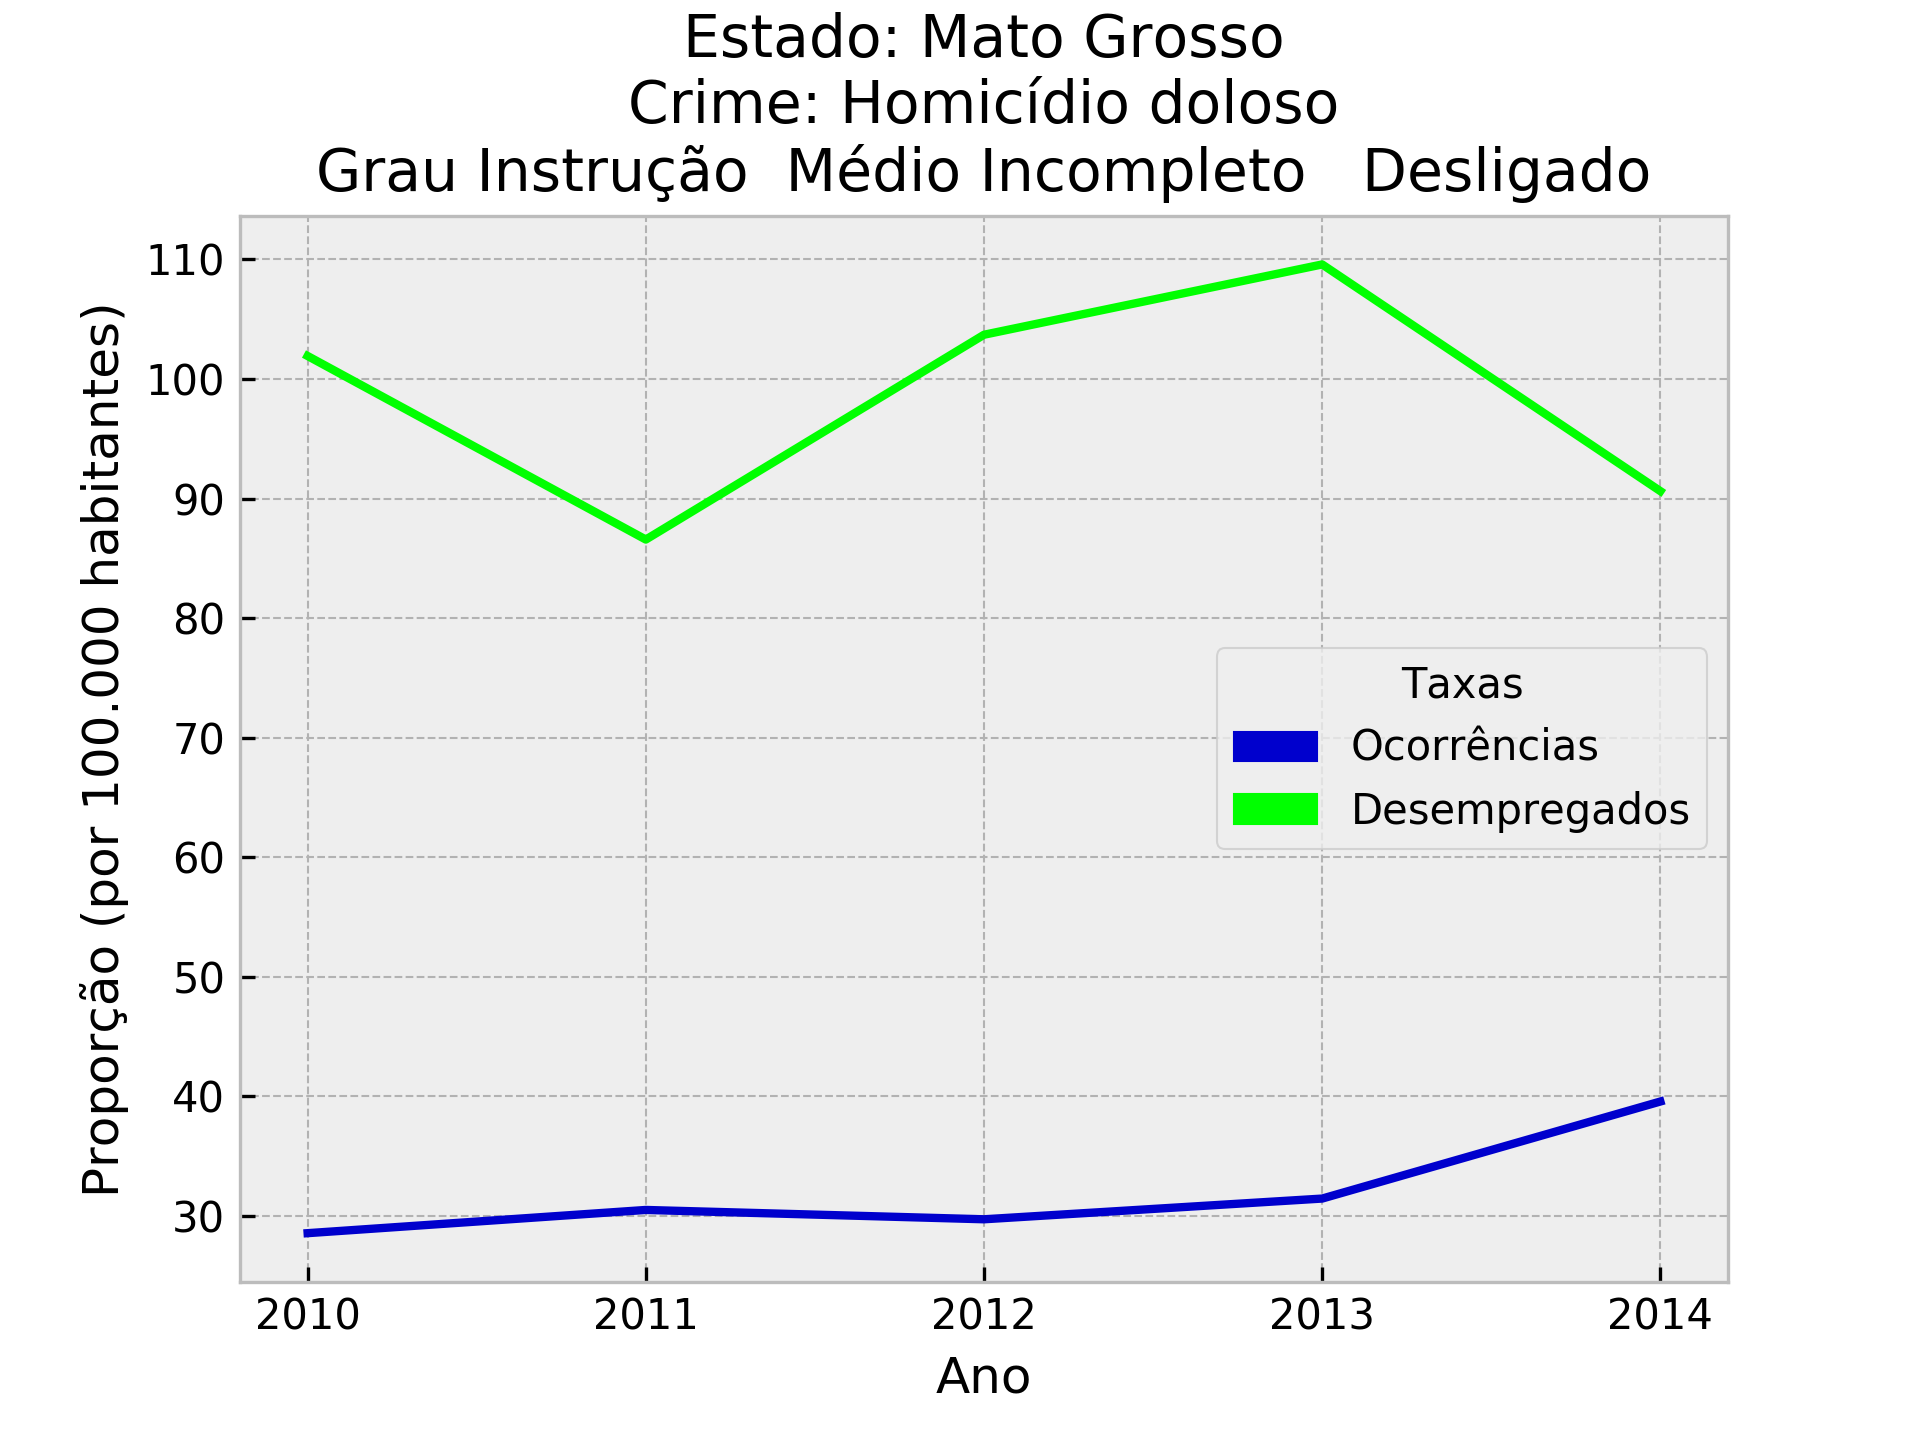 Estado: Mato Grosso
Crime: Homicídio doloso
Grau Instrução  Médio Incompleto   Desligado
Proporção (por 100.000 habitantes)
110
100
90
80
70
60
50
40
30
Taxas
Ocorrências
Desempregados
2010 2011 2012 2013 2014
Ano